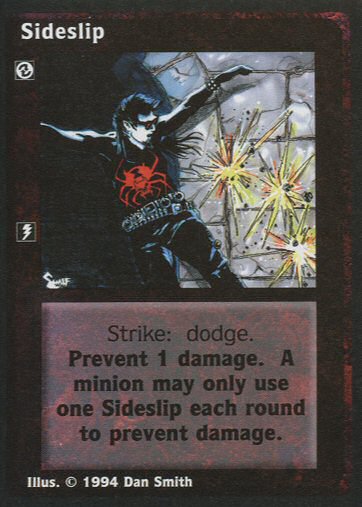 Sideslip
Strike: dodge.
Prevent 1 damage. A
minion may only use
one Sideslip each round
to prevent damage.
Illus. © 1994 Dan Smith